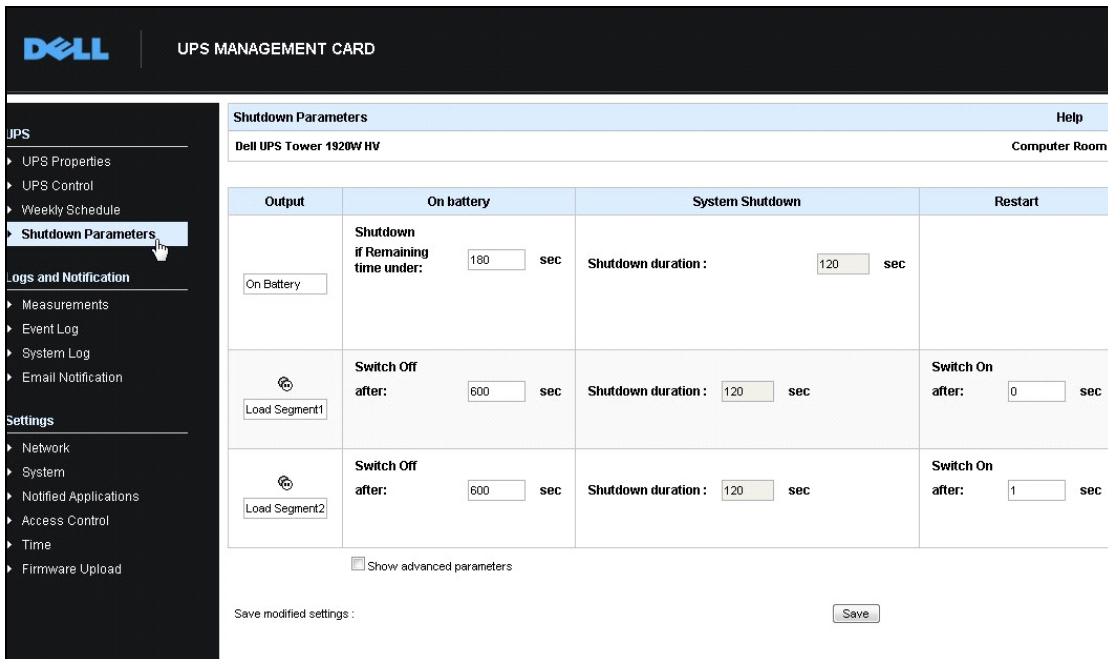 DELL
UPS MANAGEMENT CARD
UPS
UPS Properties
UPS Control
Weekly Schedule
Shutdown Parameters
Logs and Notification
Measurements
Event Log
System Log
Email Notification
Settings
Network
System
Notified Applications
Access Control
Time
Firmware Upload
Shutdown Parameters Help
Dell UPS Tower 1920W HV Computer Room
Output On battery System Shutdown Restart
On Battery
Shutdown
if Remaining
time under: 180 sec
Shutdown duration : 120 sec
Load Segment1
Switch Off
after: 600 sec
Shutdown duration : 120 sec
Switch On
after: 0 sec
Load Segment2
Switch Off
after: 600 sec
Shutdown duration : 120 sec
Switch On
after: 1 sec
Show advanced parameters
Save modified settings : Save